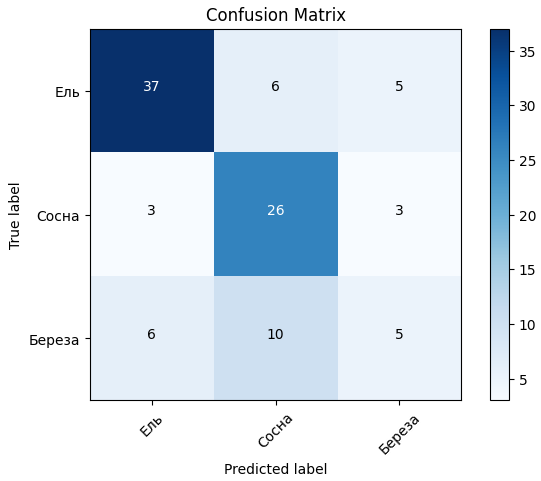 Confusion Matrix
True label
Ель
37
6
5
Сосна
3
26
3
Береза
6
10
5
Ель
Сосна
Береза
Predicted label
35
30
25
20
15
10
5